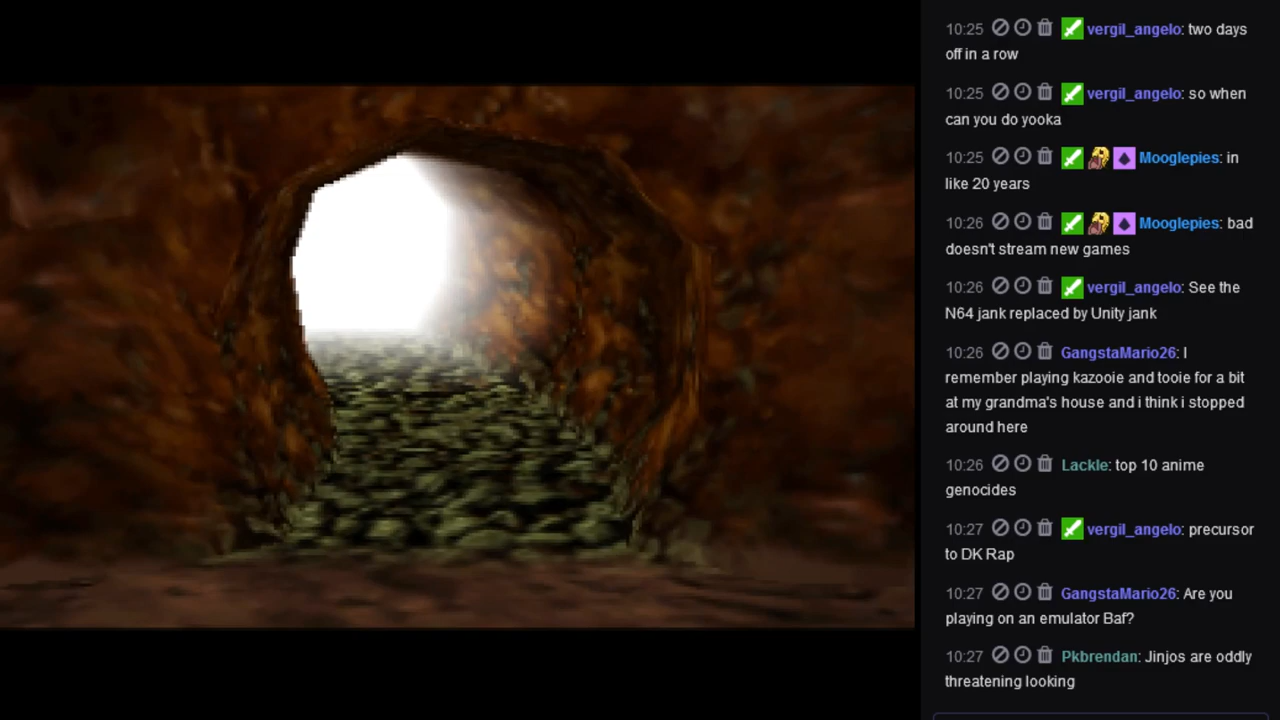 10:25 vergil_angelo: two days
off in a row
10:25 vergil_angelo: so when
can you do yooka
10:25 Mooglepies: in
like 20 years
10:26 Mooglepies: bad
doesn't stream new games
10:26 vergil_angelo: See the
N64 jank replaced by Unity jank
10:26 GangstaMario26: I
remember playing kazooie and tooie for a bit
at my grandma's house and i think i stopped
around here
10:26 Lackle: top 10 anime
genocides
10:27 vergil_angelo: precursor
to DK Rap
10:27 GangstaMario26: Are you
playing on an emulator Baf?
10:27 Pkbrendan: Jinjos are oddly
threatening looking